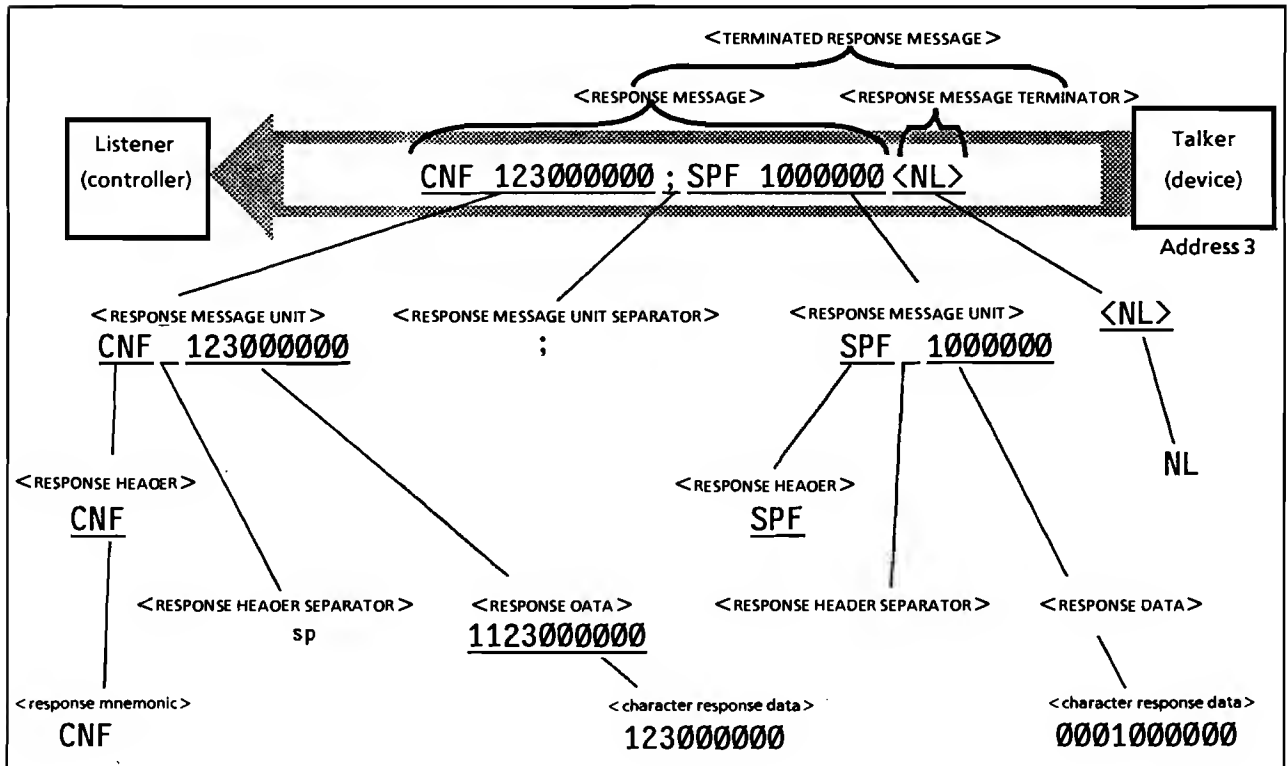 <TERMINATED RESPONSE MESSAGE>
<RESPONSE MESSAGE>
<RESPONSE MESSAGE TERMINATOR>
Listener
(controller)
CNF 123000000;SPF 1000000<NL>
Talker
(device)
Address 3
<RESPONSE MESSAGE UNIT>
CNF 123000000
<RESPONSE MESSAGE UNIT SEPARATOR>
;
<RESPONSE MESSAGE UNIT>
SPF 1000000
<NL>
NL
<RESPONSE HEAOER>
CNF
<RESPONSE HEAOER>
SPF
<RESPONSE HEAOER SEPARATOR>
sp
<RESPONSE OATA>
1123000000
<RESPONSE HEADER SEPARATOR>
<RESPONSE DATA>
<response mnemonic>
CNF
<character response data>
123000000
<character response data>
0001000000